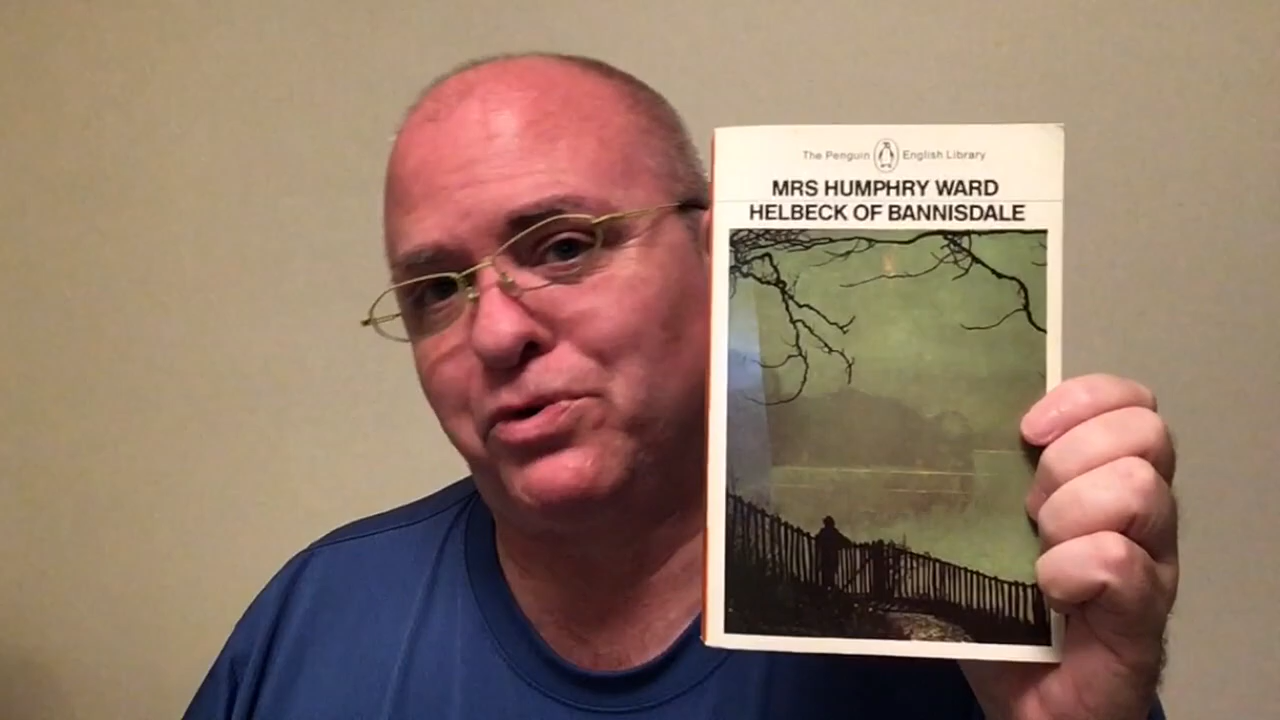 The Penguin English Library
MRS HUMPHRY WARD
HELBECK OF BANNISDALE